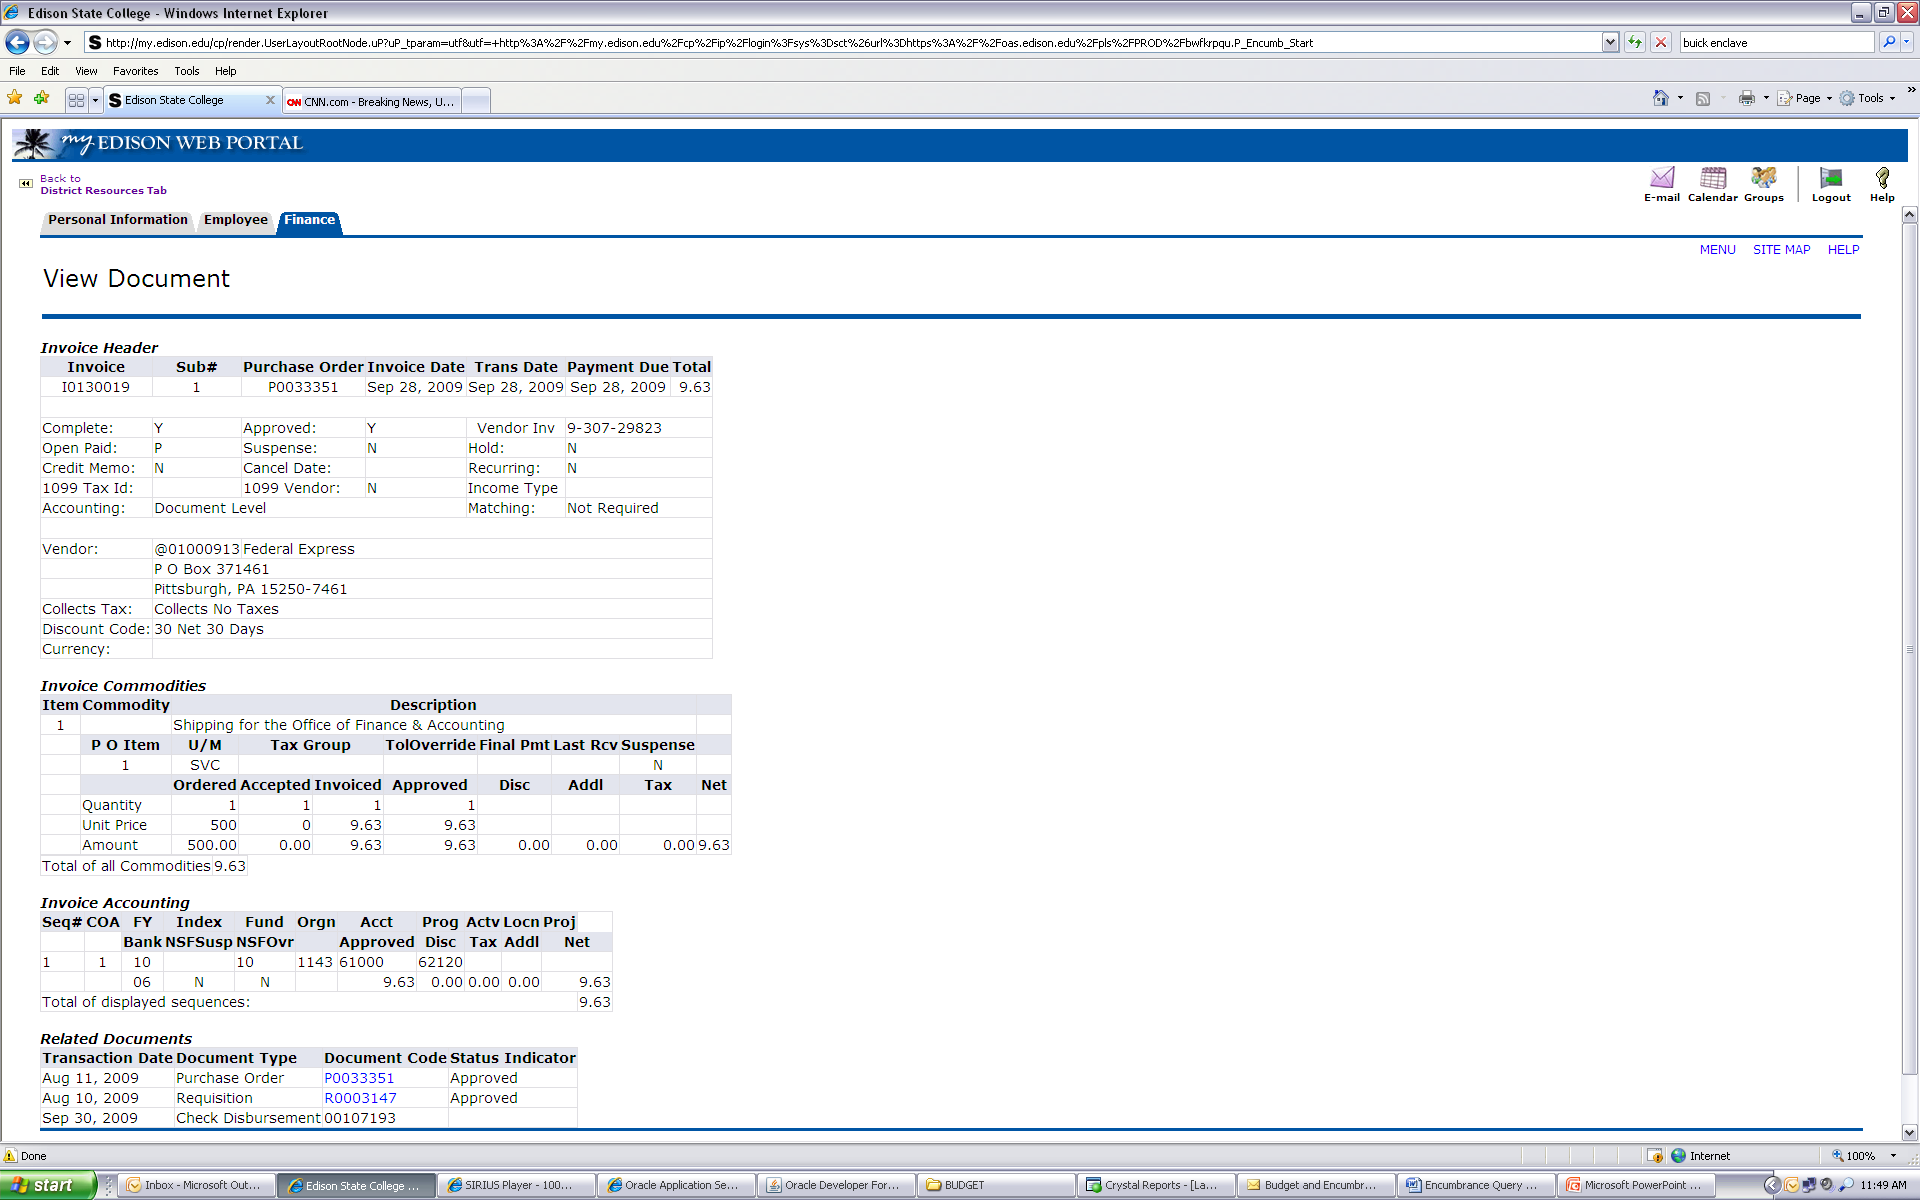 Edison State College - Windows Internet Explorer
http://my.edison.edu/cp/render.UserLayoutRootNode.uP?uP_tparam=utf&utf=+http%3A%2F%2Fmy.edison.edu%2Fcp%2Fip%2Flogin%3Fsys%3Dsct%26url%3Dhttps%3A%2F%2Foas.edison.edu%2Fpls%2FPROD%2Fbwfkrpqu.P_Encumb_Start
buick enclave
File Edit View Favorites Tools Help
Edison State College
CNN.com - Breaking News, U...
Page Tools
my EDISON WEB PORTAL
Back to
District Resources Tab
E-mail Calendar Groups Logout Help
Personal Information Employee Finance
MENU SITE MAP HELP
View Document
Invoice Header
Invoice Sub# Purchase Order Invoice Date Trans Date Payment Due Total
I0130019 1 P0033351 Sep 28, 2009 Sep 28, 2009 Sep 28, 2009 9.63
Complete: Y Approved: Y Vendor Inv 9-307-29823
Open Paid: P Suspense: N Hold: N
Credit Memo: N Cancel Date: Recurring: N
1099 Tax Id: 1099 Vendor: N Income Type
Accounting: Document Level Matching: Not Required
Vendor: @01000913 Federal Express
P O Box 371461
Pittsburgh, PA 15250-7461
Collects Tax: Collects No Taxes
Discount Code: 30 Net 30 Days
Currency:
Invoice Commodities
Item Commodity Description
1 Shipping for the Office of Finance & Accounting
P O Item U/M Tax Group TolOverride Final Pmt Last Rcv Suspense
1 SVC N
Ordered Accepted Invoiced Approved Disc Addl Tax Net
Quantity 1 1 1 1
Unit Price 500 0 9.63 9.63
Amount 500.00 0.00 9.63 9.63 0.00 0.00 0.00 9.63
Total of all Commodities 9.63
Invoice Accounting
Seq# COA FY Index Fund Orgn Acct Prog Actv Locn Proj
Bank NSFSusp NSFOvr Approved Disc Tax Addl Net
1 1 10 10 1143 61000 62120
06 N N 9.63 0.00 0.00 0.00 9.63
Total of displayed sequences: 9.63
Related Documents
Transaction Date Document Type Document Code Status Indicator
Aug 11, 2009 Purchase Order P0033351 Approved
Aug 10, 2009 Requisition R0003147 Approved
Sep 30, 2009 Check Disbursement 00107193
Done Internet 100%
start Inbox - Microsoft Out... Edison State College ... SIRIUS Player - 100... Oracle Application Se... Oracle Developer For... BUDGET Crystal Reports - [La... Budget and Encumbr... Encumbrance Query ... Microsoft PowerPoint ... 11:49 AM